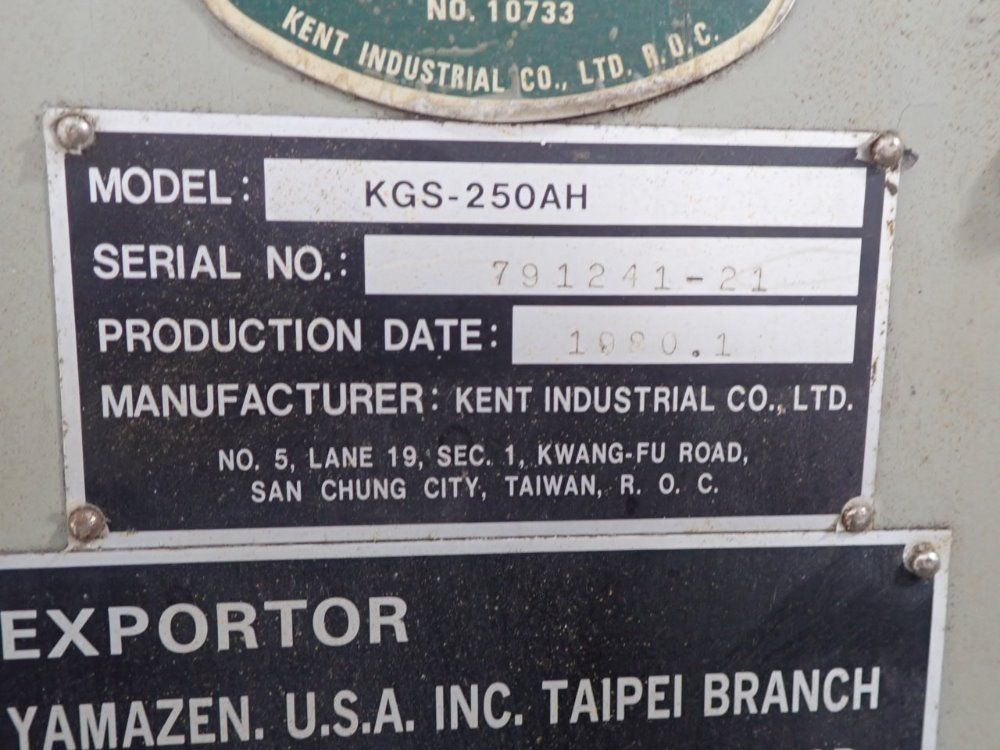 NO. 10733
KENT INDUSTRIAL CO., LTD. R.O.C.
MODEL: KGS-250AH
SERIAL NO.: 791241-21
PRODUCTION DATE: 1980.1
MANUFACTURER: KENT INDUSTRIAL CO., LTD.
NO. 5, LANE 19, SEC. 1, KWANG-FU ROAD,
SAN CHUNG CITY, TAIWAN, R. O. C.
EXPORTOR
YAMAZEN. U.S.A. INC. TAIPEI BRANCH